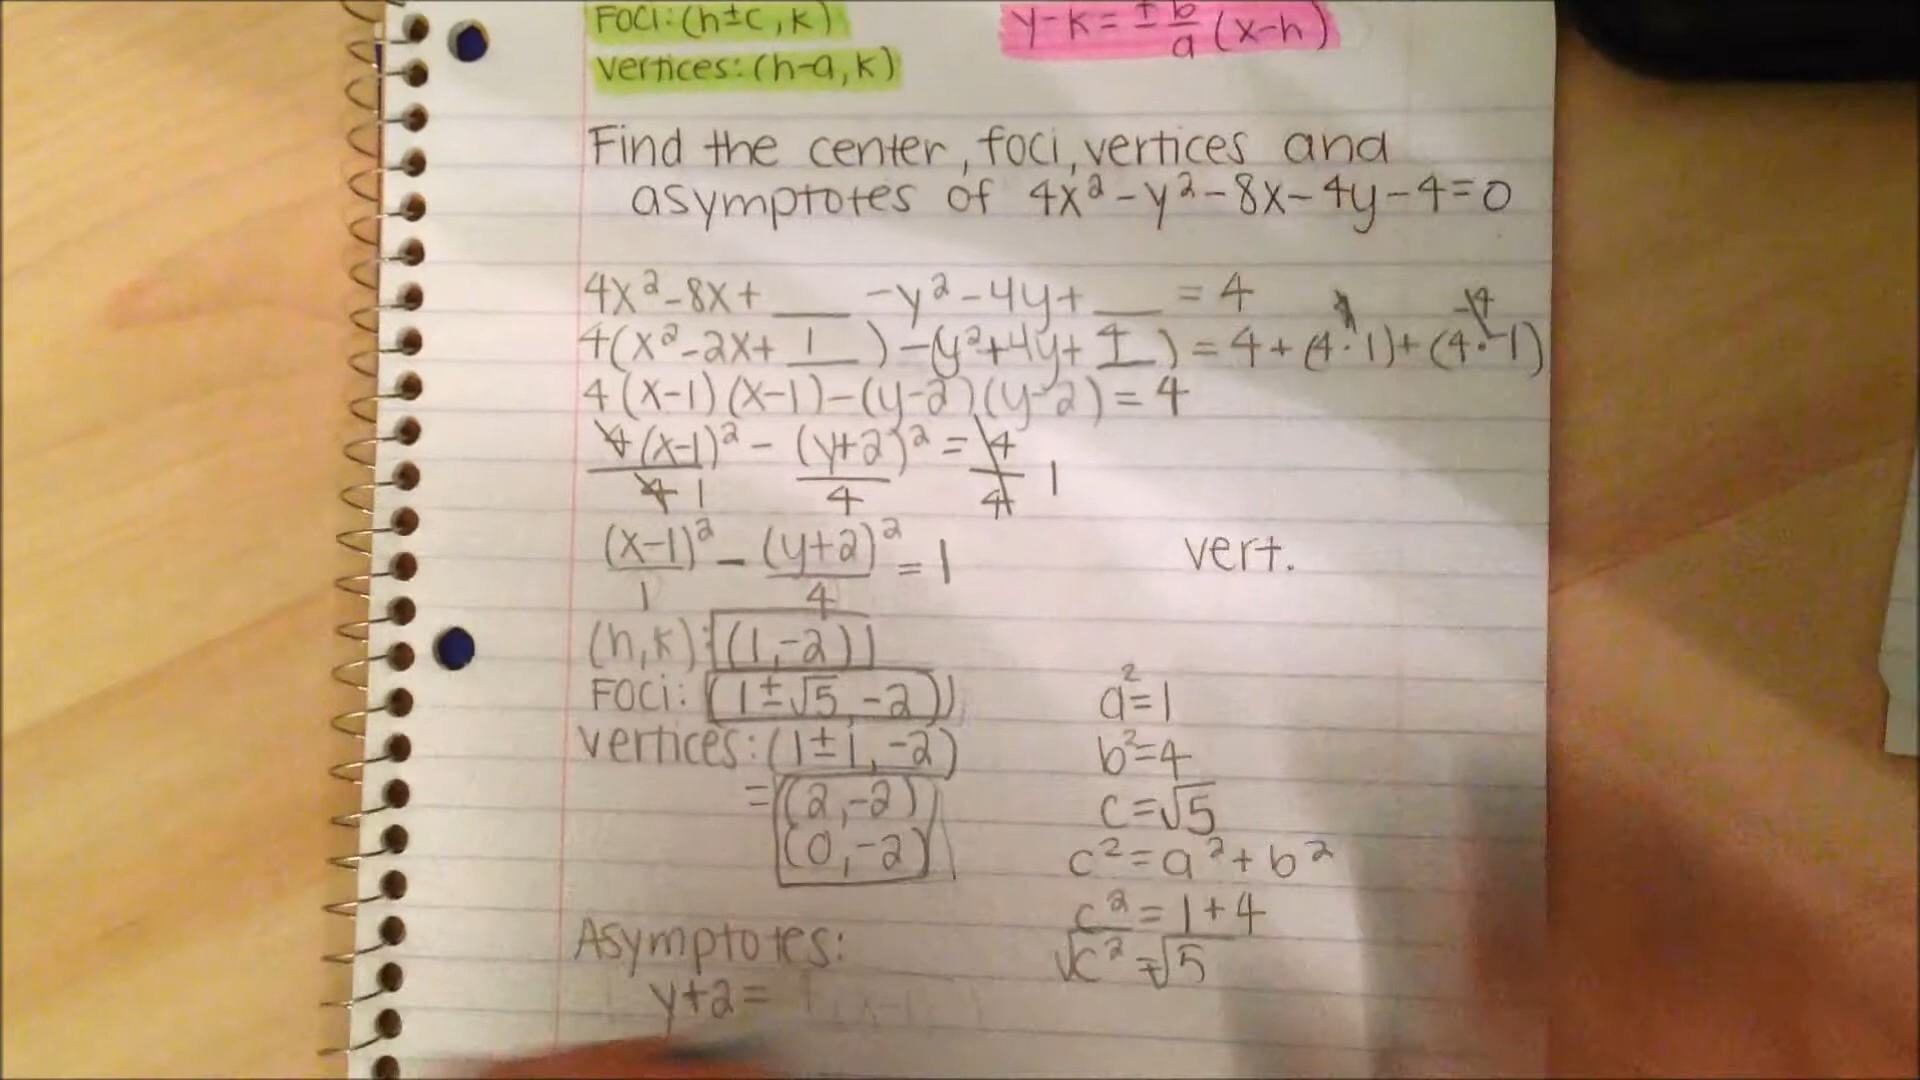 Foci: (h±c, k)
y-k = ± b/a (x-h)
vertices: (h-a, k)
Find the center, foci, vertices and
asymptotes of 4x²-y²-8x-4y-4=0
4x²-8x+ __ -y²-4y+ __ = 4
4(x²-2x+ 1 ) -(y²+4y+ 4 ) = 4+(4·1)+(4·-1)
4(x-1)(x-1)-(y-2)(y-2)=4
4(x-1)²/4 1 - (y+2)²/4 = 4/4 1
(x-1)²/1 - (y+2)²/4 = 1
vert.
(h,k): (1,-2)
Foci: (1±√5, -2)
vertices: (1±1, -2)
= (2,-2)
(0,-2)
a²=1
b²=4
c=√5
c²=a²+b²
c²=1+4
√c²=√5
Asymptotes:
y+2=